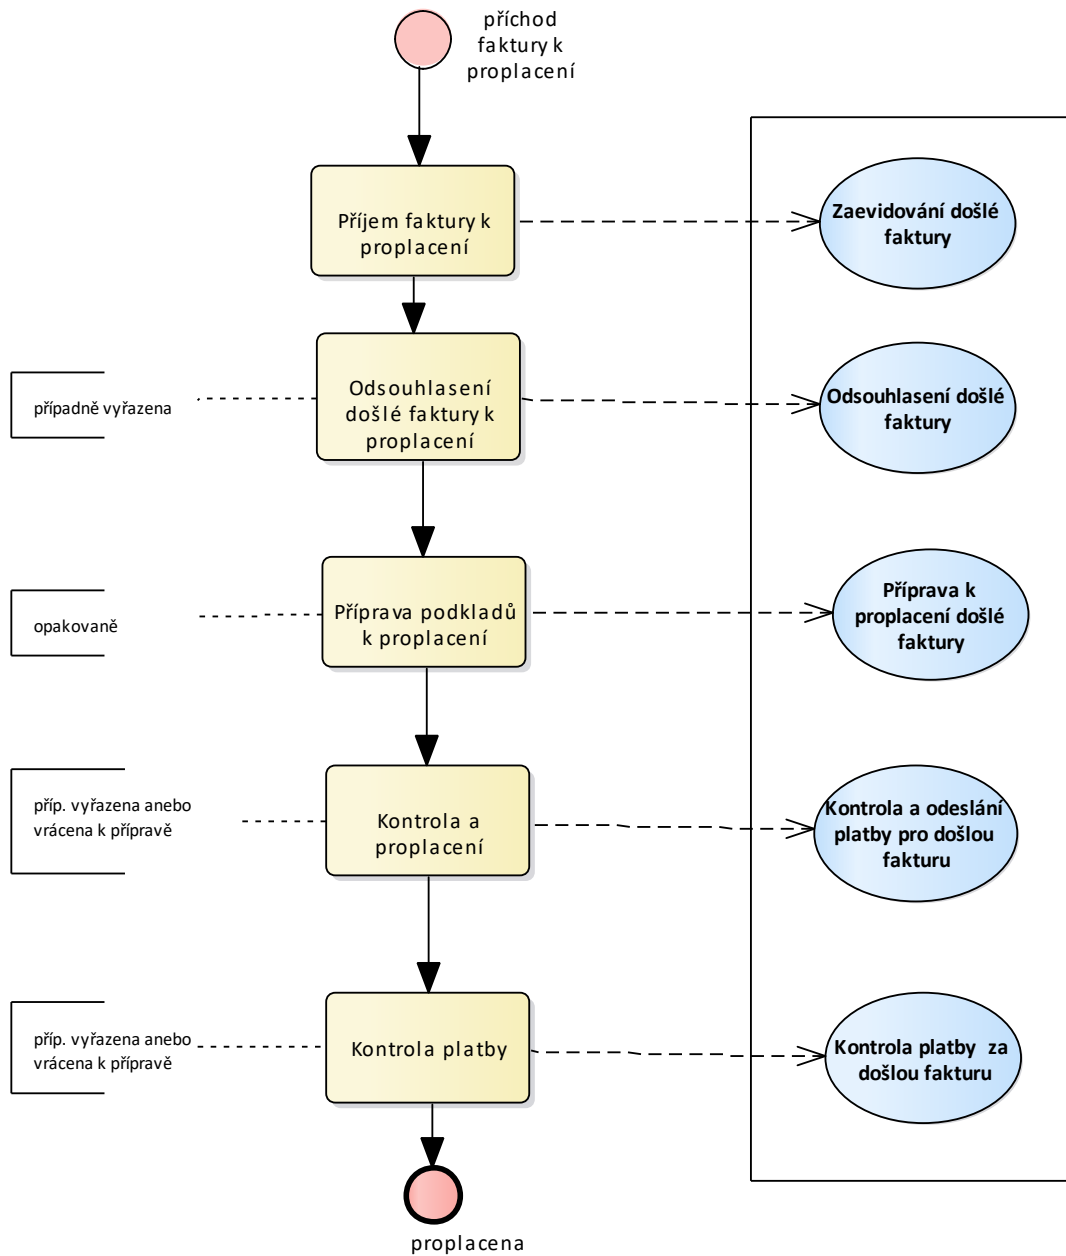 příchod
faktury k
proplacení
Příjem faktury k
proplacení
Zaevidování došlé
faktury
případně vyřazena
Odsouhlasení
došlé faktury k
proplacení
Odsouhlasení došlé
faktury
opakovaně
Příprava podkladů
k proplacení
Příprava k
proplacení došlé
faktury
příp. vyřazena anebo
vrácena k přípravě
Kontrola a
proplacení
Kontrola a odeslání
platby pro došlou
fakturu
příp. vyřazena anebo
vrácena k přípravě
Kontrola platby
Kontrola platby za
došlou fakturu
proplacena